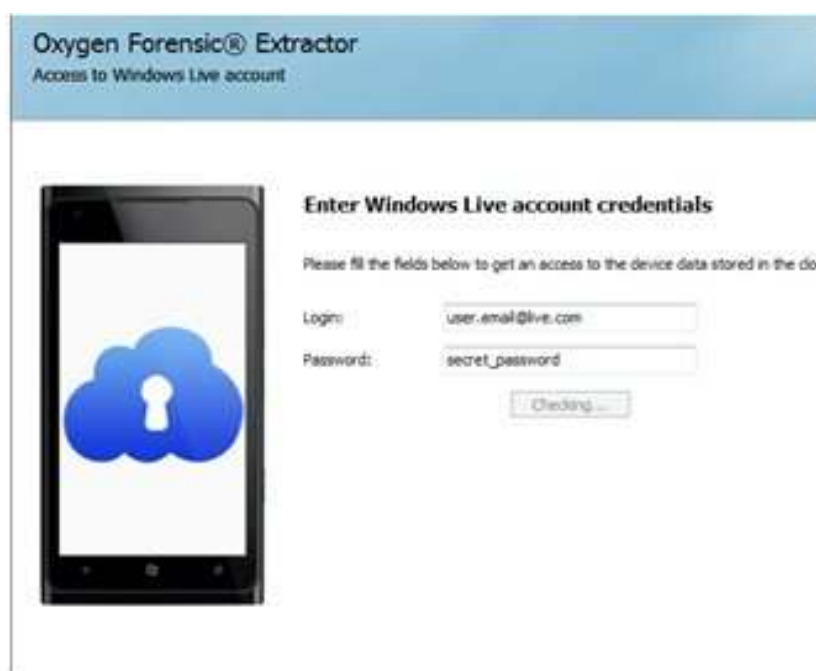 Oxygen Forensic® Extractor
Access to Windows Live account
Enter Windows Live account credentials
Please fill the fields below to get an access to the device data stored in the clo
Login:
user.email@live.com
Password:
secret_password
Checking...